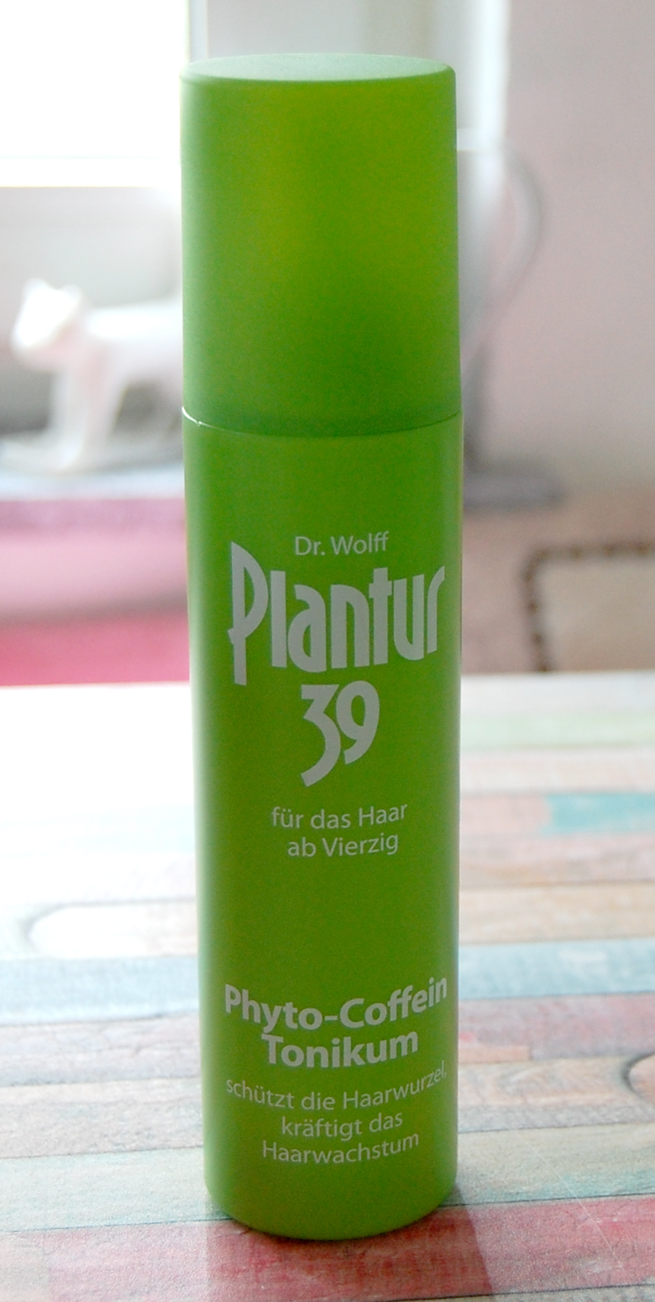 Dr. Wolff
Plantur
39
für das Haar
ab Vierzig
Phyto-Coffein
Tonikum
schützt die Haarwurzel,
kräftigt das
Haarwachstum